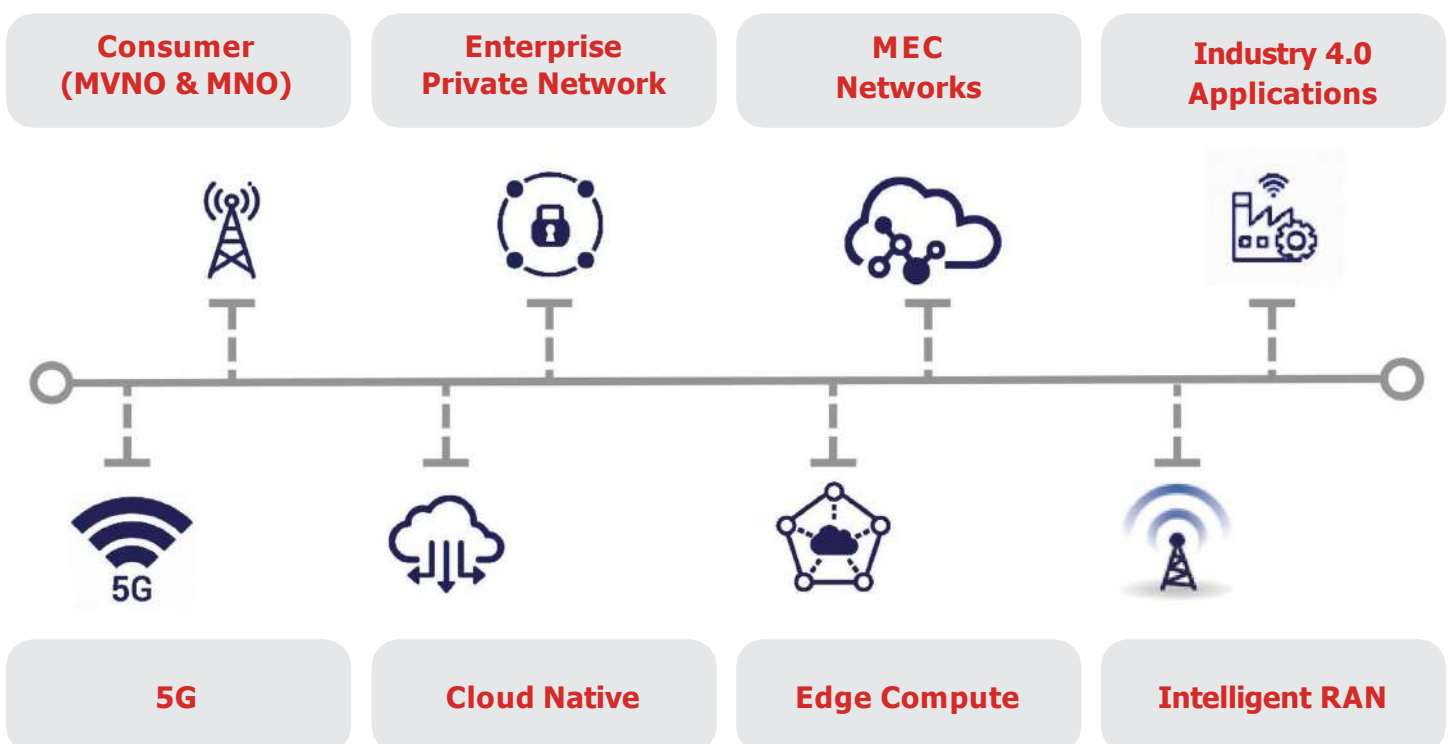 Consumer
(MVNO & MNO)
Enterprise
Private Network
MEC
Networks
Industry 4.0
Applications
5G
5G
Cloud Native
Edge Compute
Intelligent RAN